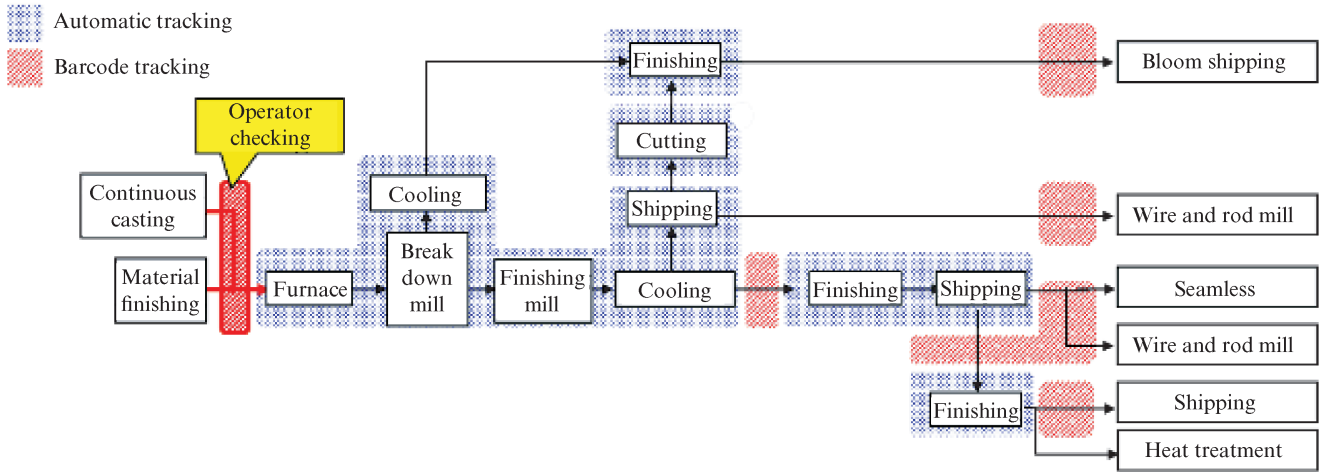 Automatic tracking
Barcode tracking
Operator
checking
Continuous
casting
Material
finishing
Furnace
Cooling
Break
down
mill
Finishing
mill
Finishing
Cutting
Shipping
Cooling
Finishing
Shipping
Finishing
Bloom shipping
Wire and rod mill
Seamless
Wire and rod mill
Shipping
Heat treatment